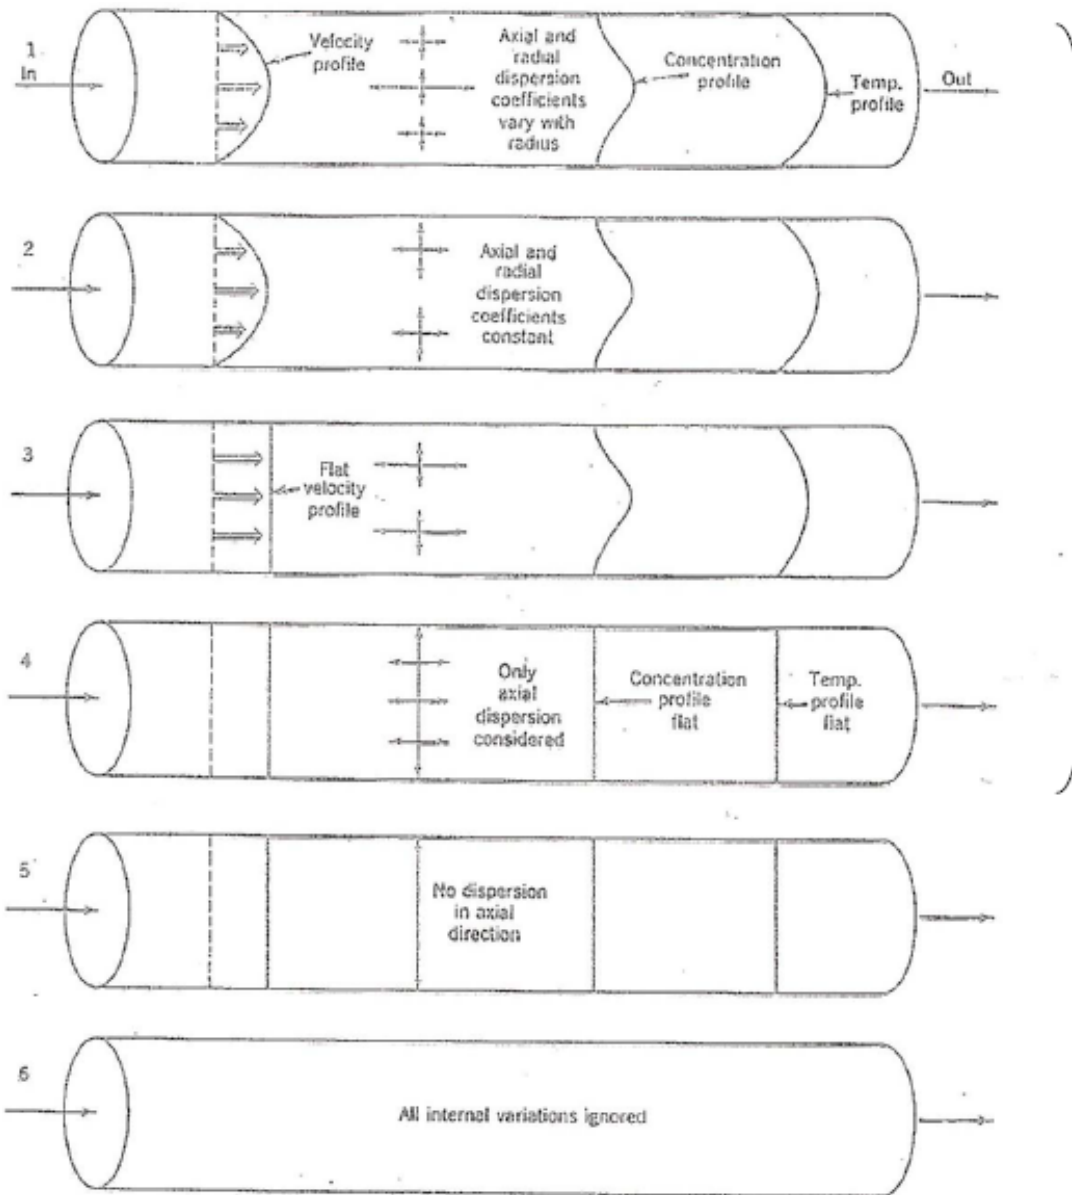 1
In
Velocity
profile
Axial and
radial
dispersion
coefficients
vary with
radius
Concentration
profile
Temp.
profile
Out
2
Axial and
radial
dispersion
coefficients
constant
3
Flat
velocity
profile
4
Only
axial
dispersion
considered
Concentration
profile
flat
Temp.
profile
flat
5
No dispersion
in axial
direction
6
All internal variations ignored